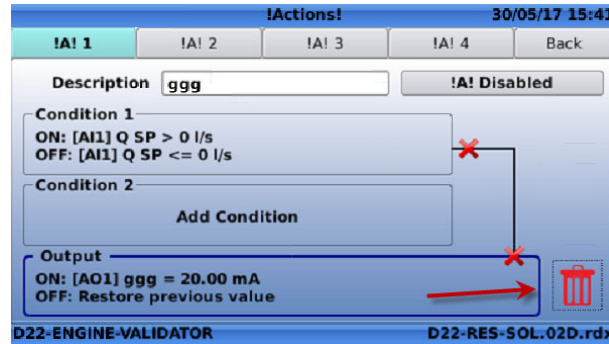 !Actions!
30/05/17 15:41
!A! 1
!A! 2
!A! 3
!A! 4
Back
Description
ggg
!A! Disabled
Condition 1
ON: [AI1] Q SP > 0 l/s
OFF: [AI1] Q SP <= 0 l/s
Condition 2
Add Condition
Output
ON: [AO1] ggg = 20.00 mA
OFF: Restore previous value
D22-ENGINE-VALIDATOR
D22-RES-SOL.02D.rdx